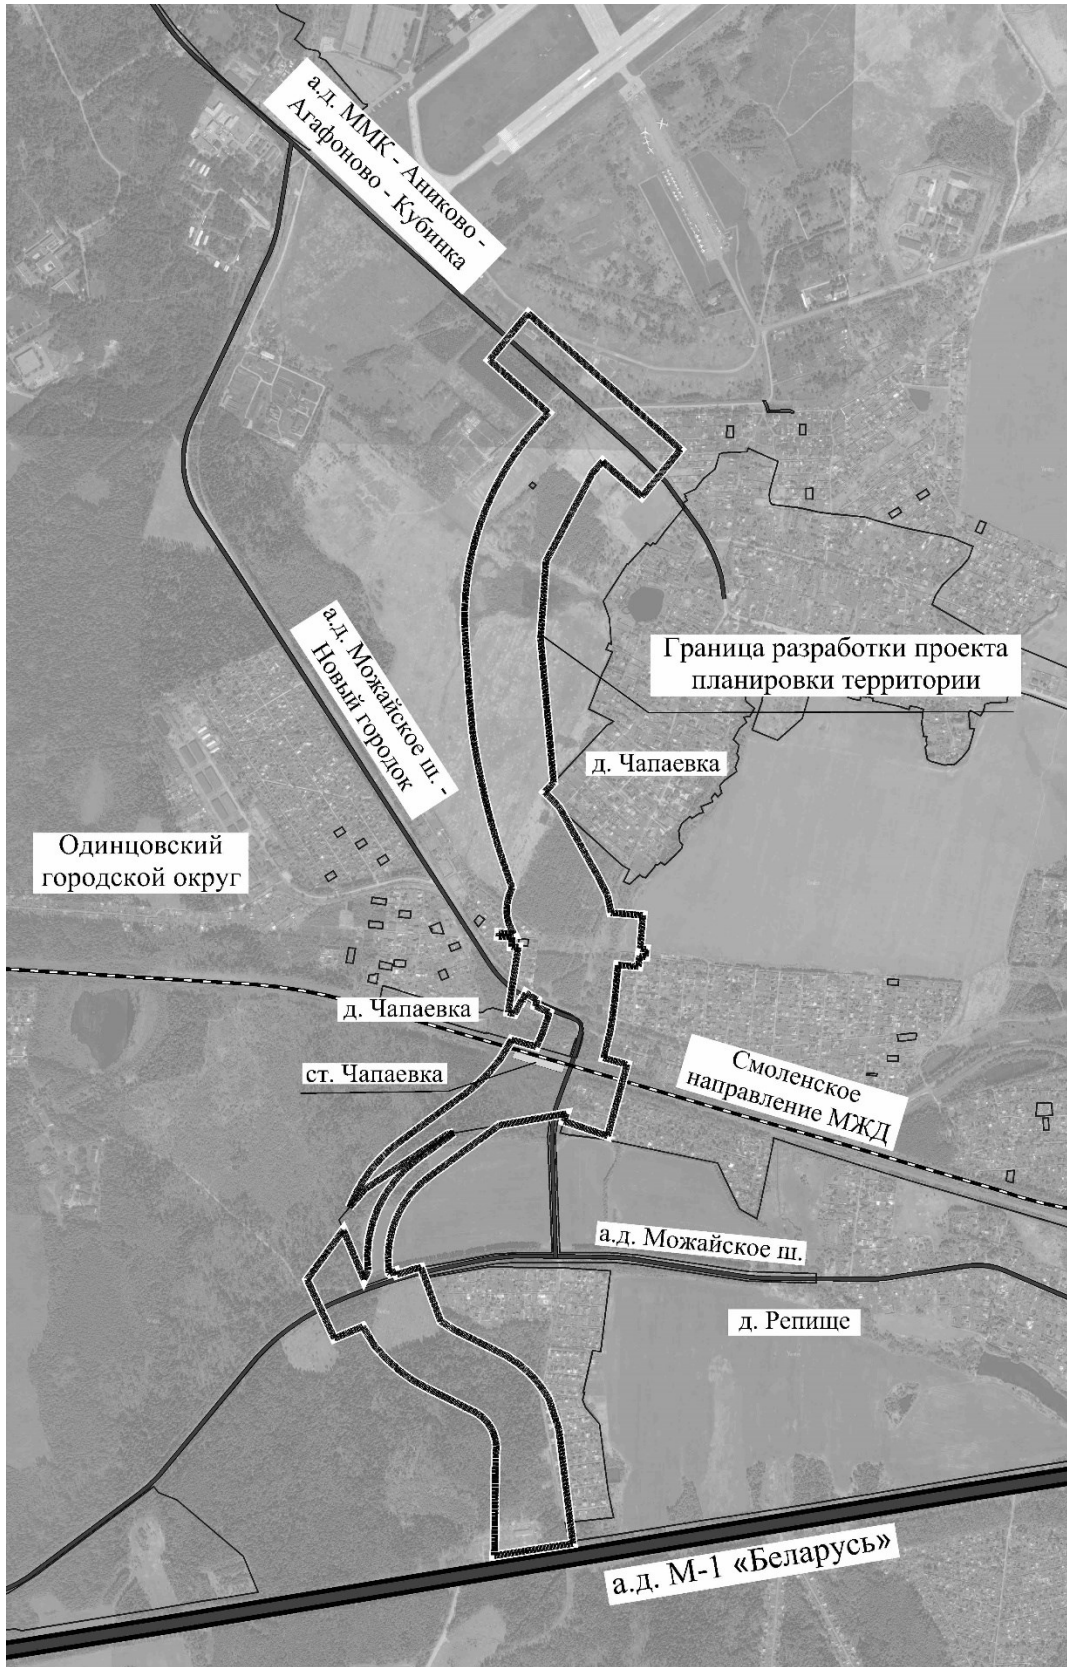 а.д. ММК - Аниково -
Агафоново - Кубинка
а.д. Можайское ш. -
Новый городок
Граница разработки проекта
планировки территории
д. Чапаевка
Одинцовский
городской округ
д. Чапаевка
ст. Чапаевка
Смоленское
направление МЖД
а.д. Можайское ш.
д. Репище
а.д. М-1 «Беларусь»